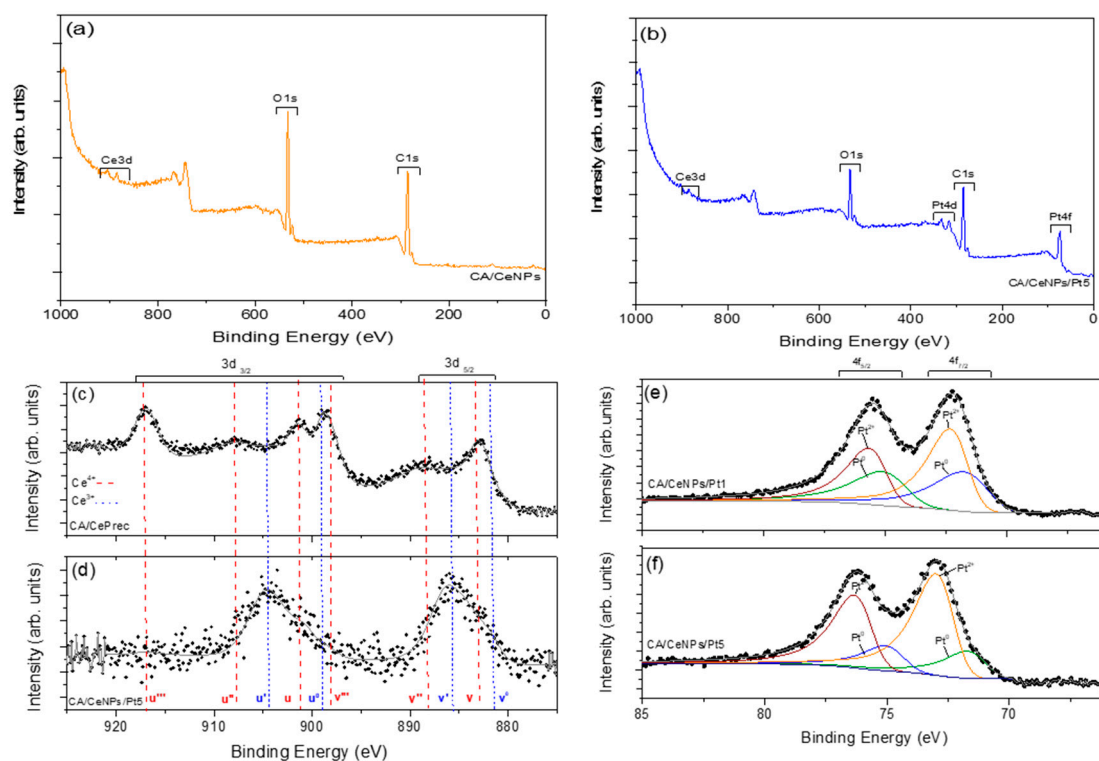 (a)
Intensity (arb. units)
Ce3d
O1s
C1s
CA/CeNPs
1000 800 600 400 200 0
Binding Energy (eV)
(b)
Intensity (arb. units)
Ce3d
O1s
Pt4d
C1s
Pt4f
CA/CeNPs/Pt5
1000 800 600 400 200 0
Binding Energy (eV)
3d 3/2
3d 5/2
(c)
Intensity (arb. units)
Ce4+
Ce3+
CA/CePrec
(d)
Intensity (arb. units)
CA/CeNPs/Pt5
u''' u'' u' u u⁰ v''' v'' v' v v⁰
920 910 900 890 880
Binding Energy (eV)
4f5/2
4f7/2
(e)
Intensity (arb. units)
Pt2+
Pt0
Pt2+
Pt0
CA/CeNPs/Pt1
(f)
Intensity (arb. units)
Pt0
Pt2+
Pt0
CA/CeNPs/Pt5
85 80 75 70
Binding Energy (eV)